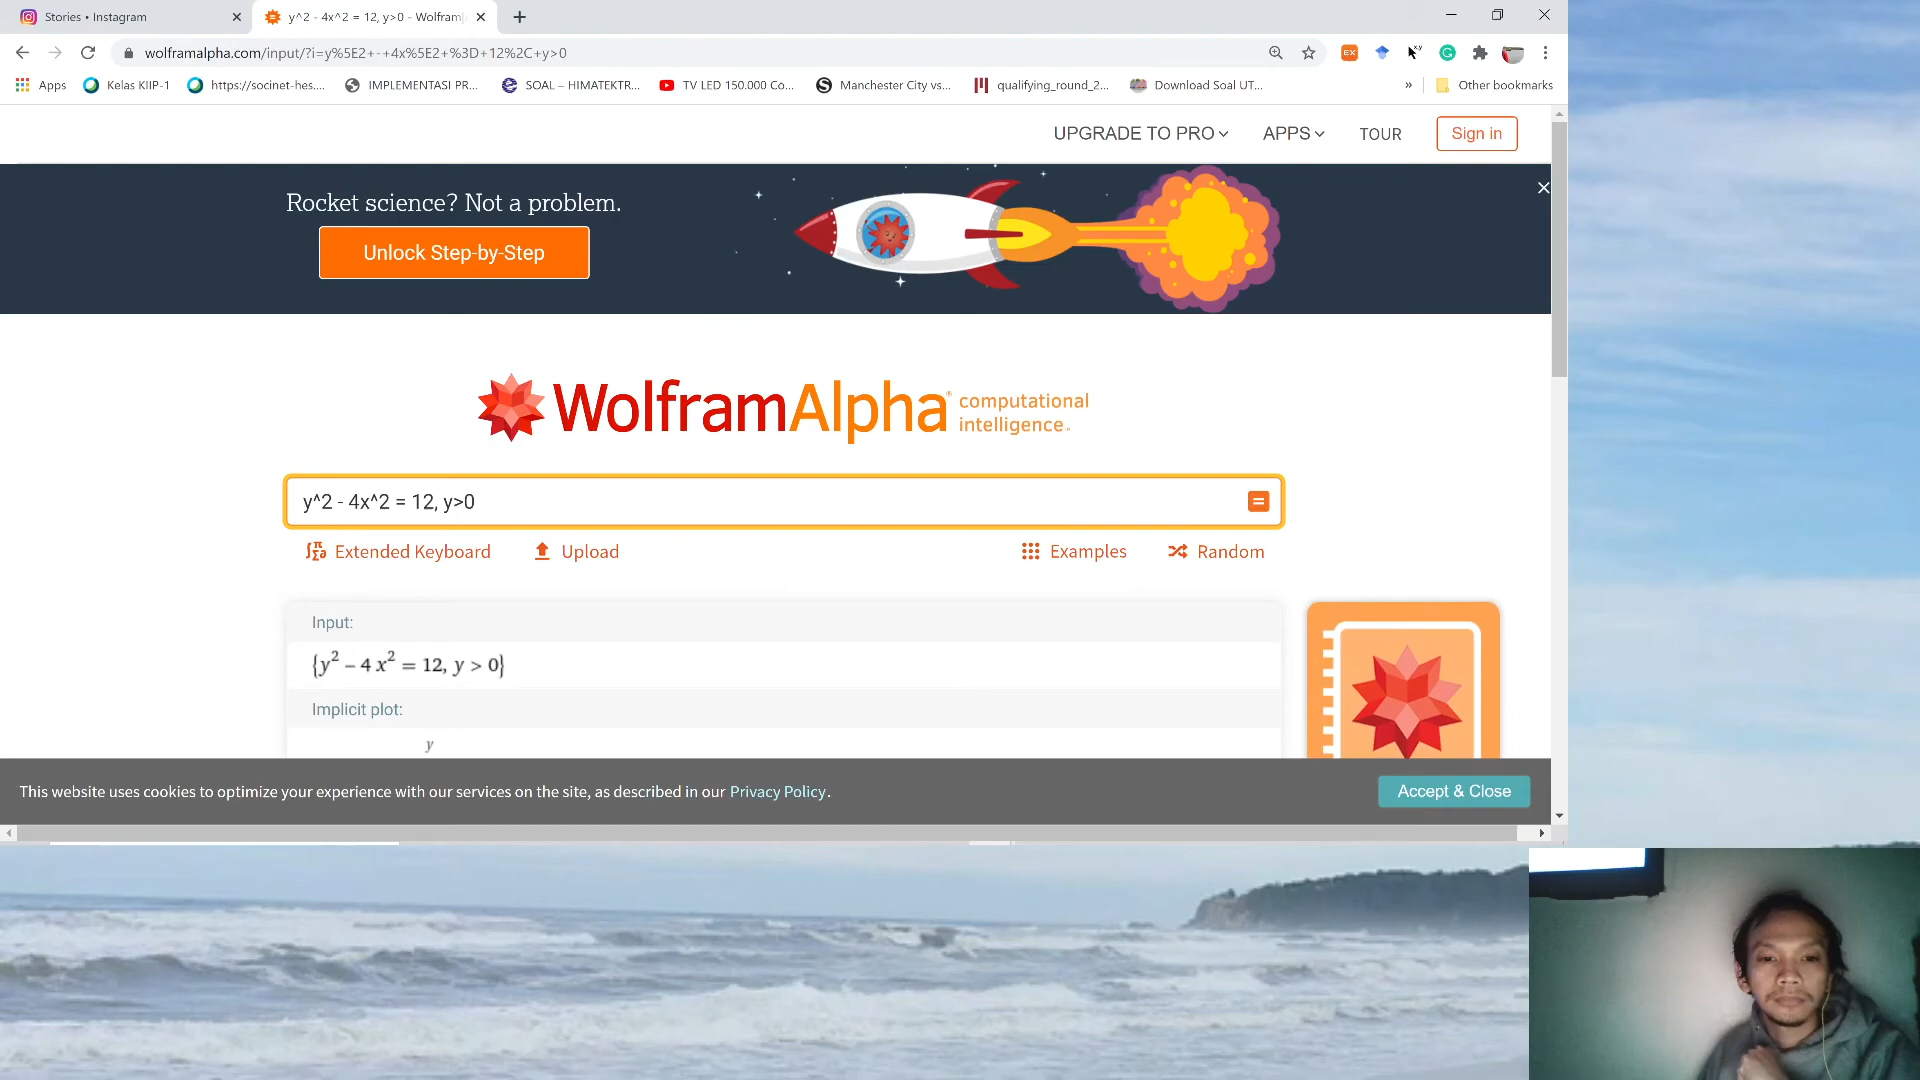 Stories • Instagram
y^2 - 4x^2 = 12, y>0 - Wolfram|
wolframalpha.com/input/?i=y%5E2+-+4x%5E2+%3D+12%2C+y>0
Apps
Kelas KIIP-1
https://socinet-hes....
IMPLEMENTASI PR...
SOAL – HIMATEKTR...
TV LED 150.000 Co...
Manchester City vs...
qualifying_round_2...
Download Soal UT...
»
Other bookmarks
UPGRADE TO PRO
APPS
TOUR
Sign in
Rocket science? Not a problem.
Unlock Step-by-Step
WolframAlpha computational intelligence™
y^2 - 4x^2 = 12, y>0
Extended Keyboard
Upload
Examples
Random
Input:
{y² – 4 x² = 12, y > 0}
Implicit plot:
y
This website uses cookies to optimize your experience with our services on the site, as described in our Privacy Policy.
Accept & Close